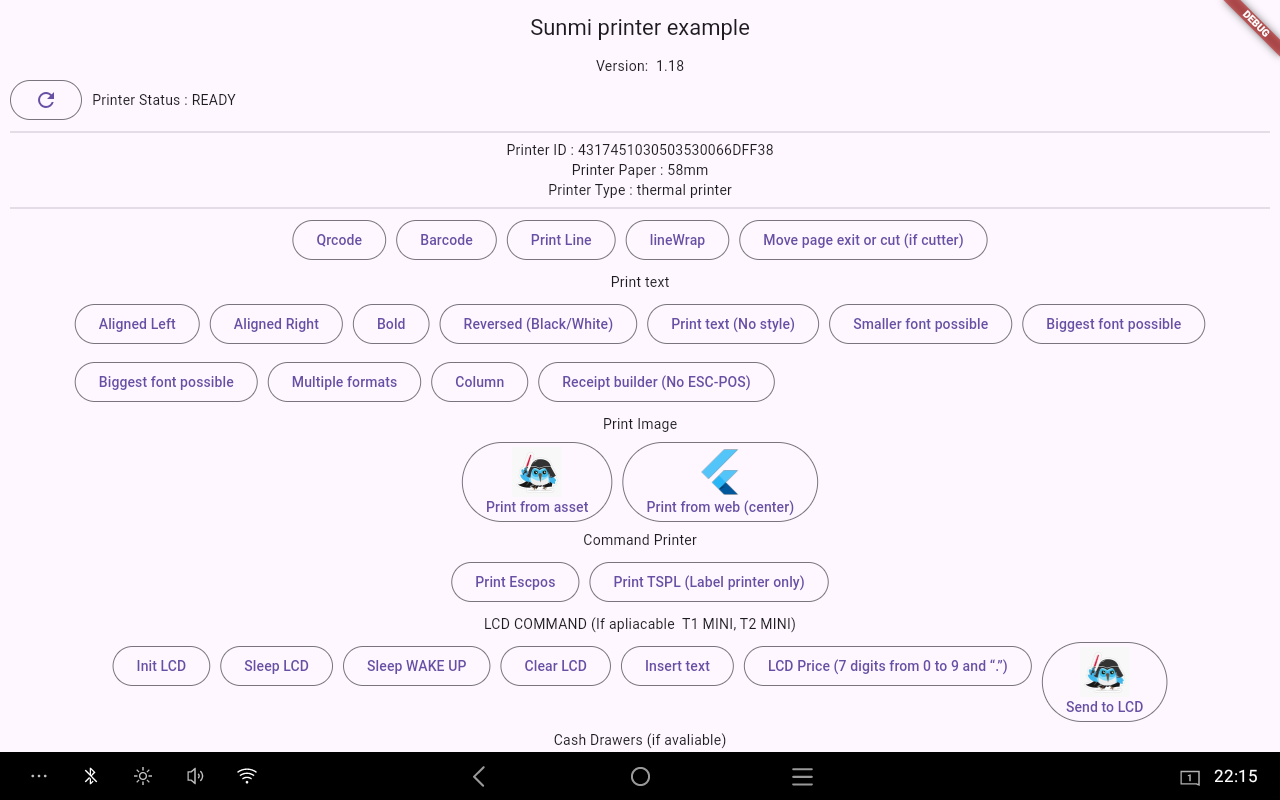 Sunmi printer example
DEBUG
Version:  1.18
Printer Status : READY
Printer ID : 4317451030503530066DFF38
Printer Paper : 58mm
Printer Type : thermal printer
Qrcode Barcode Print Line lineWrap Move page exit or cut (if cutter)
Print text
Aligned Left Aligned Right Bold Reversed (Black/White) Print text (No style) Smaller font possible Biggest font possible
Biggest font possible Multiple formats Column Receipt builder (No ESC-POS)
Print Image
Print from asset Print from web (center)
Command Printer
Print Escpos Print TSPL (Label printer only)
LCD COMMAND (If apliacable  T1 MINI, T2 MINI)
Init LCD Sleep LCD Sleep WAKE UP Clear LCD Insert text LCD Price (7 digits from 0 to 9 and “.”)
Send to LCD
Cash Drawers (if avaliable)
1 22:15